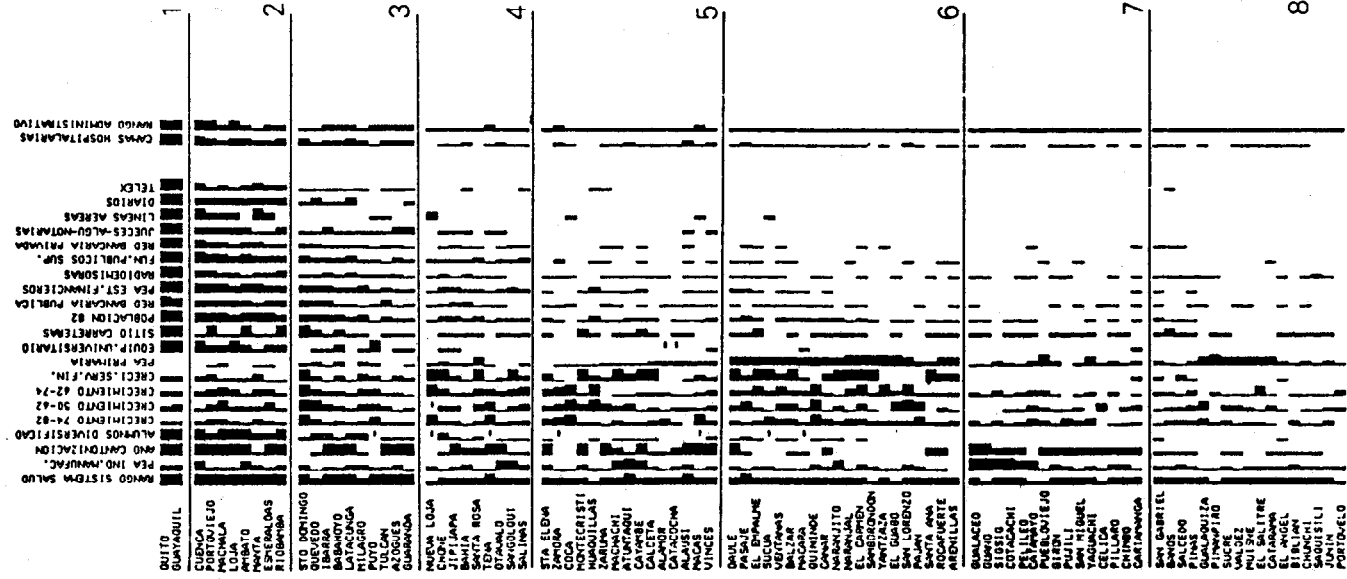 1
2
3
4
5
6
7
8
RANGO ADMINISTRATIVO
CAMAS HOSPITALARIAS
TELEX
DIARIOS
LINEAS AEREAS
JUECES-ALGU-NOTARIAS
RED BANCARIA PRIVADA
FUN.PUBLICOS SUP.
RADIOEMISORAS
PEA EST.FINANCIEROS
RED BANCARIA PUBLICA
POBLACION 82
SITIO CARRETERAS
EQUIP.UNIVERSITARIO
PEA PRIMARIA
CRECI.SERV.FIN.
CRECIMIENTO 62-74
CRECIMIENTO 50-62
CRECIMIENTO 74-82
ALUMNOS DIVERSIFICAD
ANO CANTONIZACION
PEA IND.MANUFAC.
RANGO SISTEMA SALUD
QUITO
GUAYAQUIL
CUENCA
PORTOVIEJO
MACHALA
LOJA
AMBATO
MANTA
ESMERALDAS
RIOBAMBA
STO DOMINGO
QUEVEDO
IBARRA
BABAHOYO
LATACUNGA
MILAGRO
PUYO
TULCAN
AZOGUES
GUARANDA
NUEVA LOJA
CHONE
JIPIJAPA
BAHIA
SANTA ROSA
TENA
OTAVALO
SANGOLQUI
SALINAS
STA ELENA
ZAMORA
COCA
MONTECRISTI
HUAQUILLAS
ZARUMA
MACHACHI
ATUNTAQUI
CAYAMBE
CALCETA
ALAMOR
CATACOCHA
ALAUSI
MACAS
VINCES
DAULE
PASAJE
EL EMPALME
SUCUA
VENTANAS
BALZAR
MACARA
QUININDE
CANAR
NARANJITO
NARANJAL
EL CARMEN
SAMBORONDON
YANTZAZA
EL GUABO
SAN LORENZO
PAJAN
SANTA ANA
ROCAFUERTE
ARENILLAS
GUALACEO
GUANO
SIGSIG
COTACACHI
PELILEO
CATAMAYO
PUEBLOVIEJO
GIRON
PUJILI
SAN MIGUEL
YAGUACHI
CELICA
PILLARO
CHIMBO
CARIAMANGA
SAN GABRIEL
BANOS
SALCEDO
PINAS
GUALAQUIZA
PIMAMPIRO
SUCRE
VALDEZ
MUISNE
EL SALITRE
CATARAMA
EL ANGEL
BIBLIAN
CHUNCHI
SAQUISILI
JUNIN
PORTOVELO